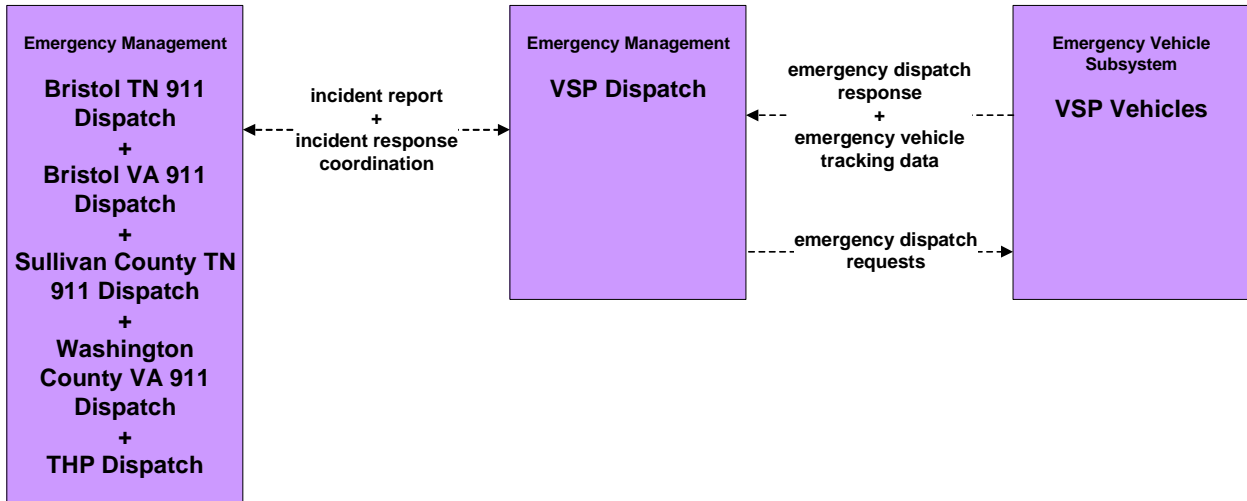 Emergency Management
Bristol TN 911
Dispatch
+
Bristol VA 911
Dispatch
+
Sullivan County TN
911 Dispatch
+
Washington
County VA 911
Dispatch
+
THP Dispatch
incident report
+
incident response
coordination
Emergency Management
VSP Dispatch
emergency dispatch
response
+
emergency vehicle
tracking data
emergency dispatch
requests
Emergency Vehicle
Subsystem
VSP Vehicles